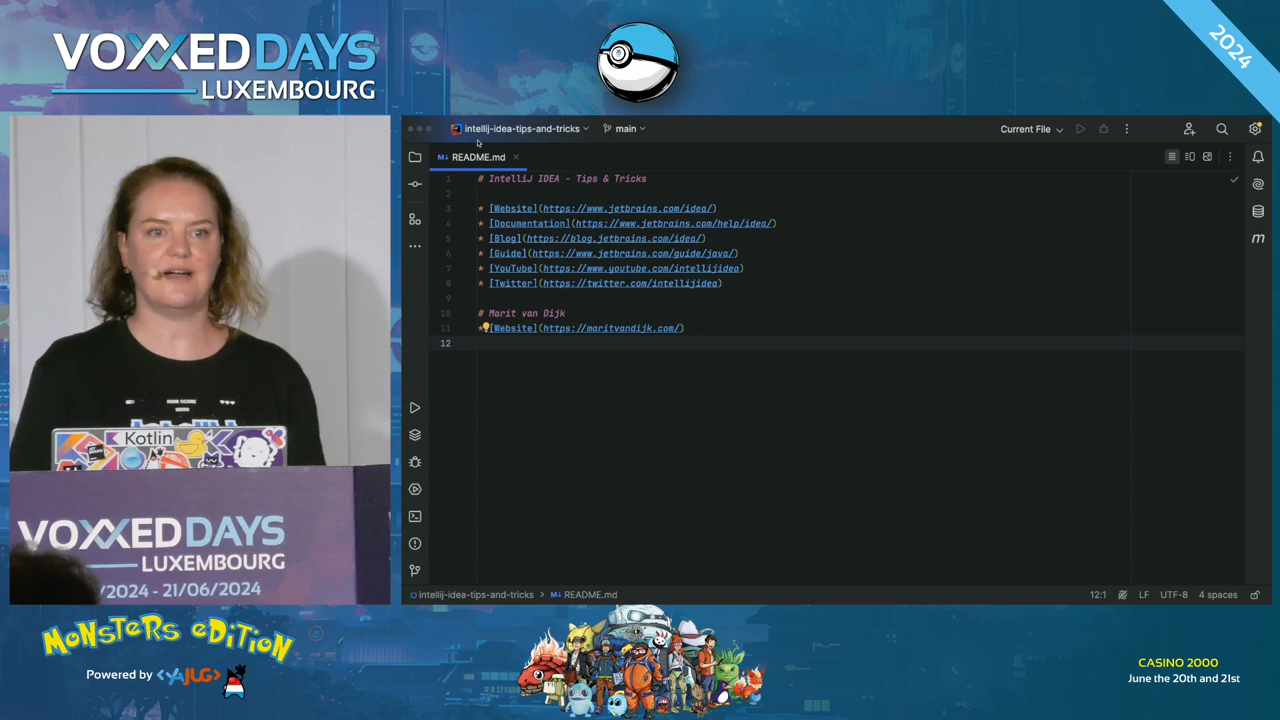 VOXXED DAYS
LUXEMBOURG
2024
intellij-idea-tips-and-tricks
main
Current File
README.md
1 # IntelliJ IDEA - Tips & Tricks
2
3 * [Website](https://www.jetbrains.com/idea/)
4 * [Documentation](https://www.jetbrains.com/help/idea/)
5 * [Blog](https://blog.jetbrains.com/idea/)
6 * [Guide](https://www.jetbrains.com/guide/java/)
7 * [YouTube](https://www.youtube.com/intellijidea)
8 * [Twitter](https://twitter.com/intellijidea)
9
10 # Marit van Dijk
11 * [Website](https://maritvandijk.com/)
12
intellij-idea-tips-and-tricks > README.md
12:1 LF UTF-8 4 spaces
HIGH SCORE
Kotlin
VOXXED DAYS
LUXEMBOURG
/2024 - 21/06/2024
MONSTERS EDITION
Powered by <YAJUG>
CASINO 2000
June the 20th and 21st